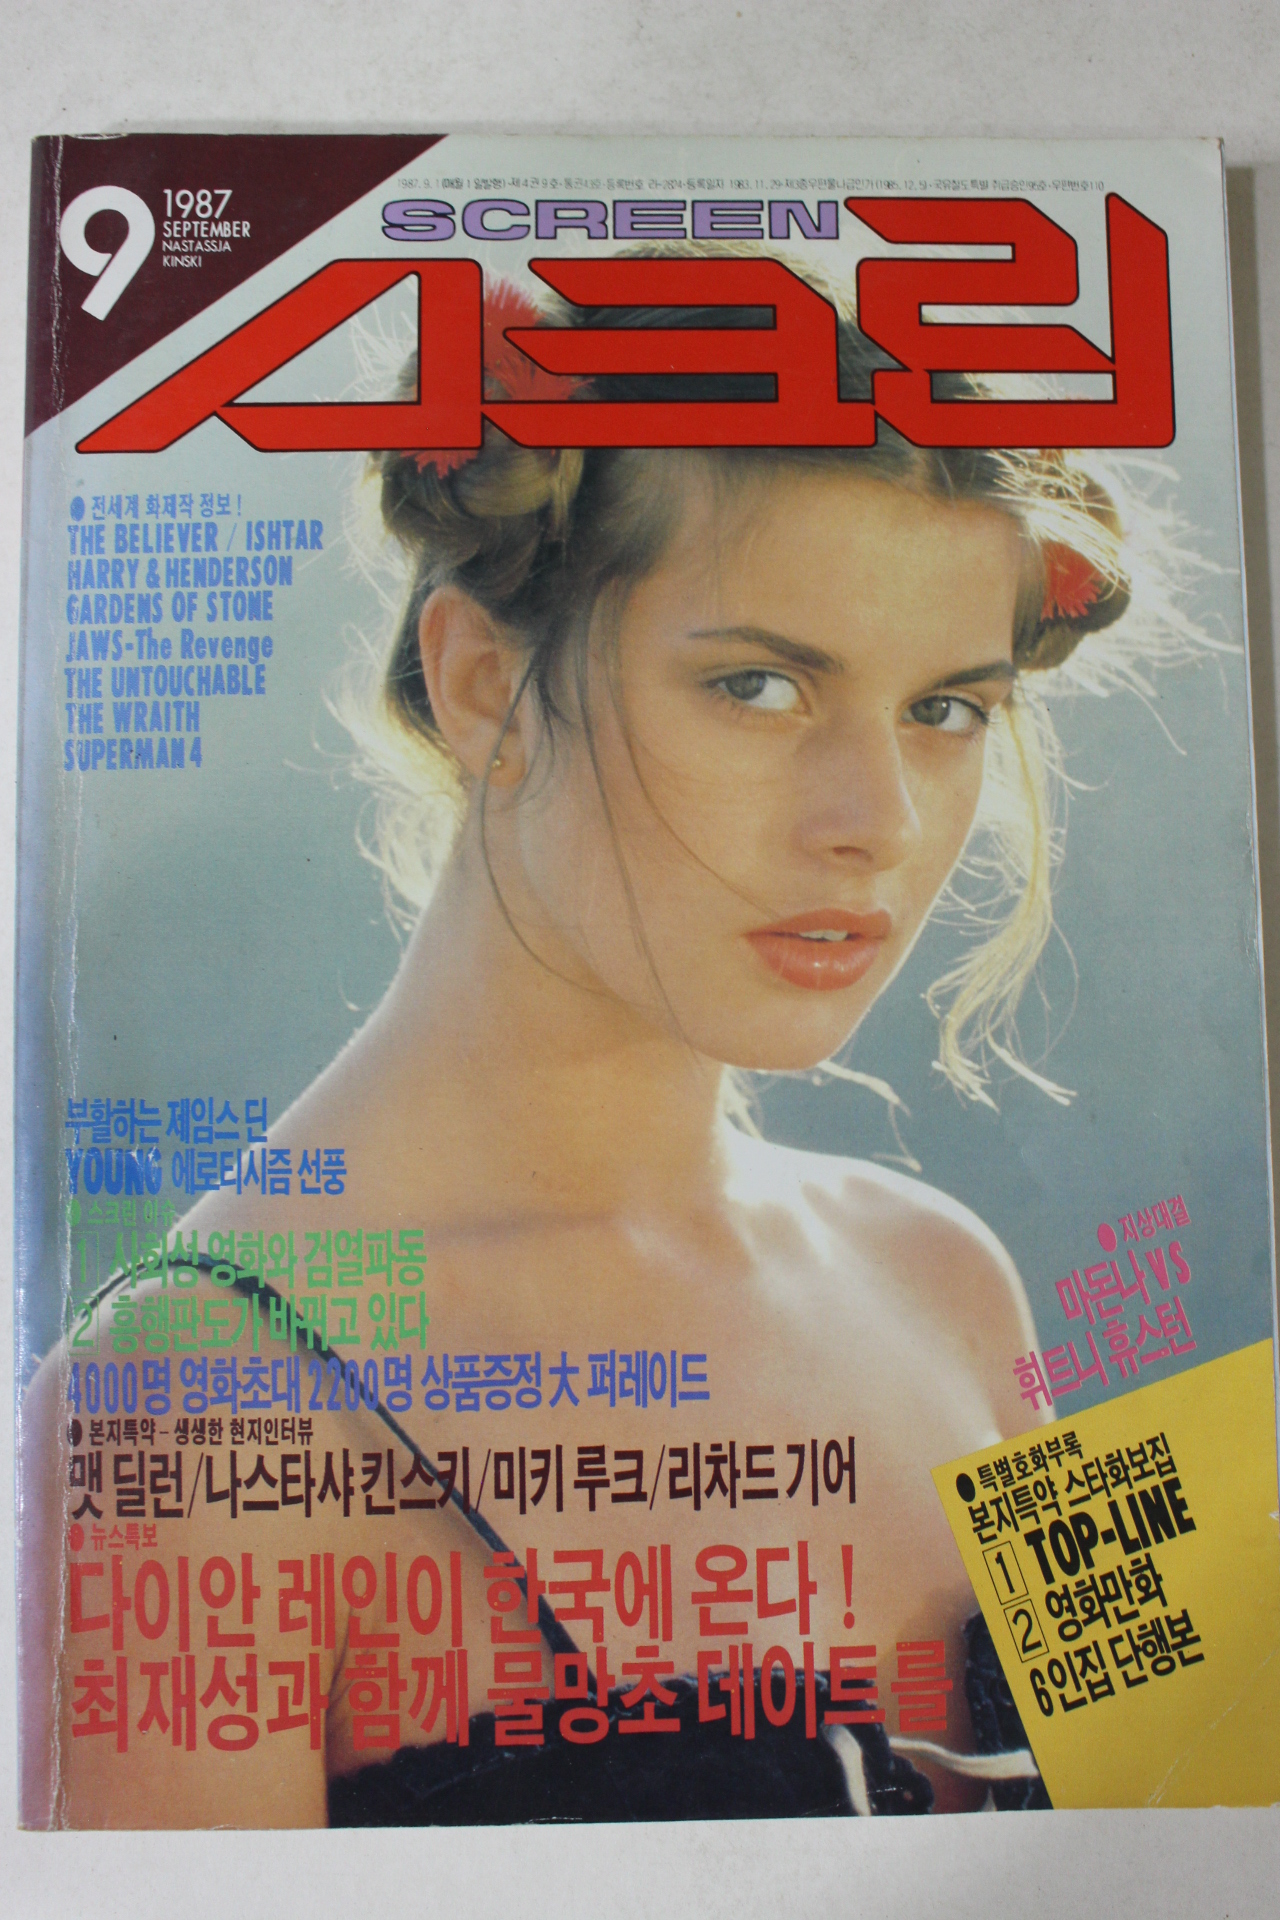 9
1987
SEPTEMBER
NASTASSJA
KINSKI
SCREEN
스크린
● 전세계 화제작 정보!
THE BELIEVER / ISHTAR
HARRY & HENDERSON
GARDENS OF STONE
JAWS-The Revenge
THE UNTOUCHABLE
THE WRAITH
SUPERMAN 4
부활하는 제임스 딘
YOUNG 에로티시즘 선풍
● 스크린 이슈
1 사회성 영화와 검열파동
2 흥행판도가 바뀌고 있다
4000명 영화초대 2200명 상품증정 大 퍼레이드
● 본지특약 - 생생한 현지인터뷰
맷 딜런/나스타샤 킨스키/미키 루크/리차드 기어
● 뉴스특보
다이안 레인이 한국에 온다!
최재성과 함께 물망초 데이트를
● 지상대결
마돈나 VS
휘트니 휴스턴
● 특별호화부록
본지특약 스타화보집
1 TOP-LINE
2 영화만화
6인집 단행본